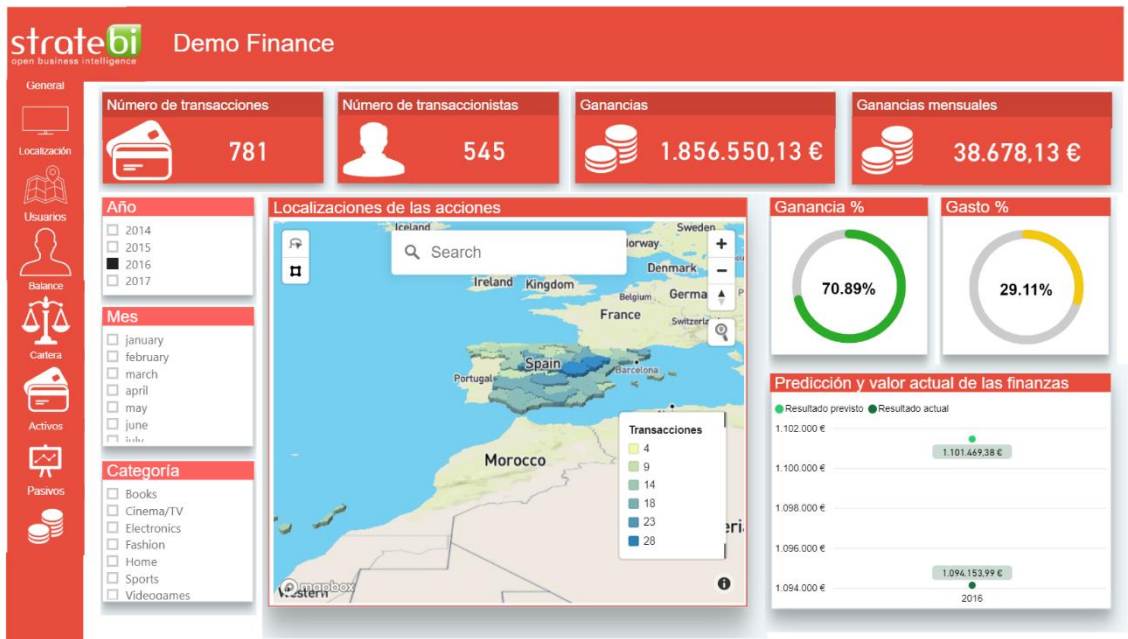 stratebi
open business intelligence
Demo Finance
General
Localización
Usuarios
Balance
Cartera
Activos
Pasivos
Número de transacciones
781
Número de transaccionistas
545
Ganancias
1.856.550,13 €
Ganancias mensuales
38.678,13 €
Año
2014
2015
2016
2017
Mes
january
february
march
april
may
june
july
Categoría
Books
Cinema/TV
Electronics
Fashion
Home
Sports
Videogames
Localizaciones de las acciones
Search
Iceland
Sweden
Norway
Denmark
Ireland Kingdom
Belgium
Germa
France
Switzerl
Spain
Portugal
Barcelona
Morocco
Western
mapbox
Transacciones
4
9
14
18
23
28
Ganancia %
70.89%
Gasto %
29.11%
Predicción y valor actual de las finanzas
Resultado previsto Resultado actual
1.102.000 €
1.101.469,38 €
1.100.000 €
1.098.000 €
1.096.000 €
1.094.153,99 €
1.094.000 €
2016